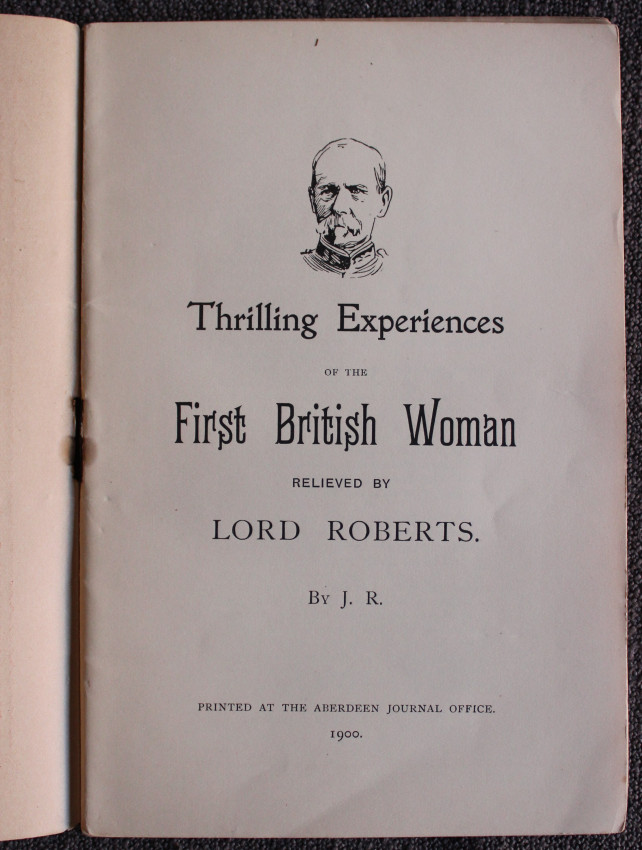 Thrilling Experiences
OF THE
First British Woman
RELIEVED BY
LORD ROBERTS.
BY J. R.
PRINTED AT THE ABERDEEN JOURNAL OFFICE.
1900.